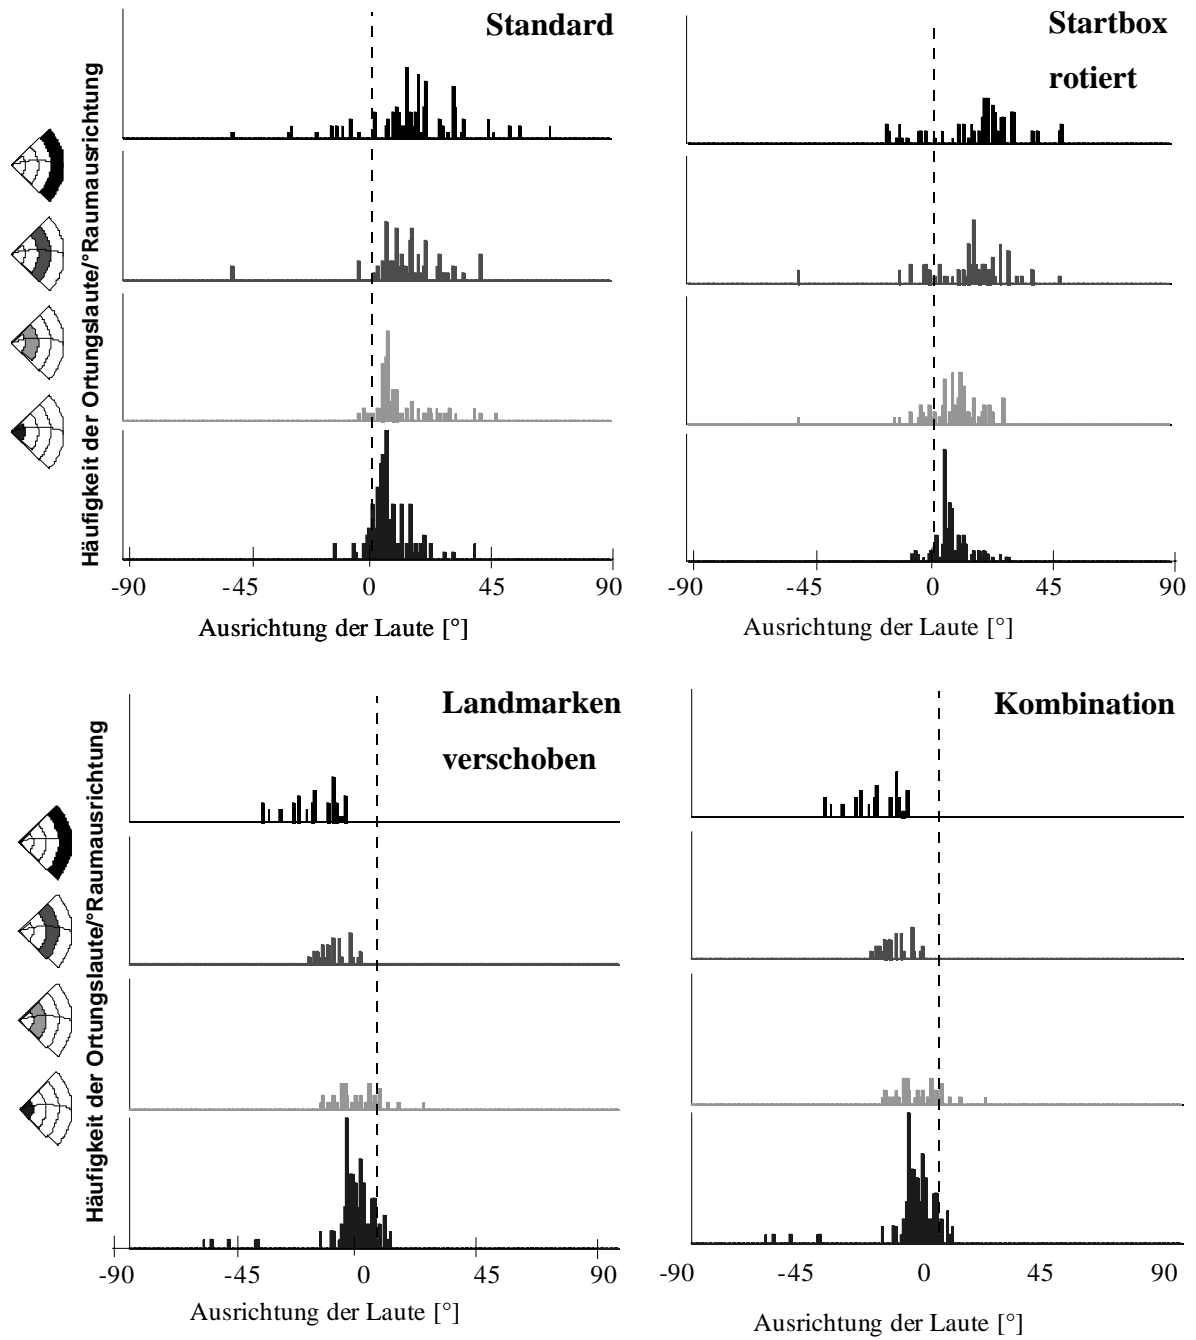 Standard
Startbox
rotiert
Häufigkeit der Ortungslaute/°Raumausrichtung
-90 -45 0 45 90
Ausrichtung der Laute [°]
-90 -45 0 45 90
Ausrichtung der Laute [°]
Landmarken
verschoben
Kombination
Häufigkeit der Ortungslaute/°Raumausrichtung
-90 -45 0 45 90
Ausrichtung der Laute [°]
-90 -45 0 45 90
Ausrichtung der Laute [°]